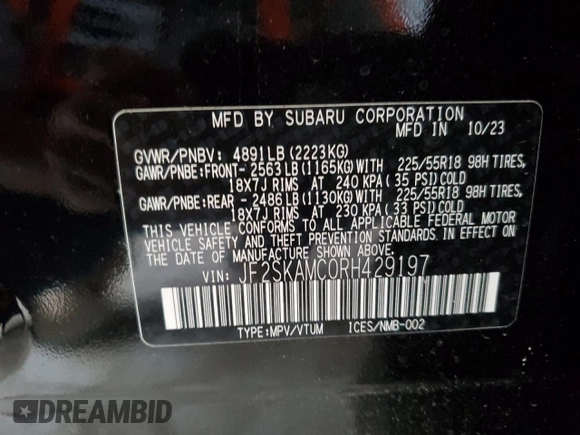 MFD BY SUBARU CORPORATION
MFD IN 10/23
GVWR/PNBV: 4891LB (2223KG)
GAWR/PNBE:FRONT- 2563LB (1165KG)WITH 225/55R18 98H TIRES,
18X7J RIMS AT 240 KPA (35 PSI) COLD
GAWR/PNBE:REAR - 2486LB (1130KG)WITH 225/55R18 98H TIRES,
18X7J RIMS AT 230 KPA (33 PSI) COLD
THIS VEHICLE CONFORMS TO ALL APPLICABLE FEDERAL MOTOR
VEHICLE SAFETY AND THEFT PREVENTION STANDARDS IN EFFECT ON
THE DATE OF MANUFACTURE SHOWN ABOVE.
VIN: JF2SKAMC0RH429197
TYPE:MPV/VTUM ICES/NMB-002
DREAMBID